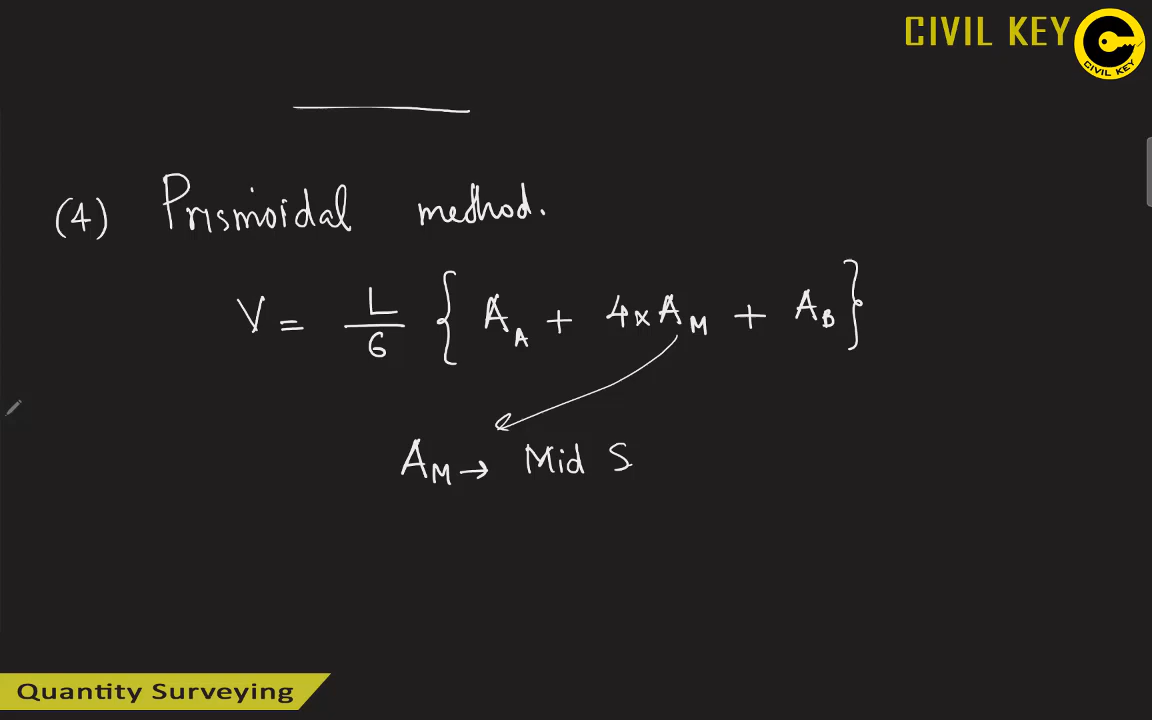 CIVIL KEY
CIVIL KEY
(4) Prismoidal method.
V = L/6 { A_A + 4 x A_M + A_B }
A_M → Mid S
Quantity Surveying